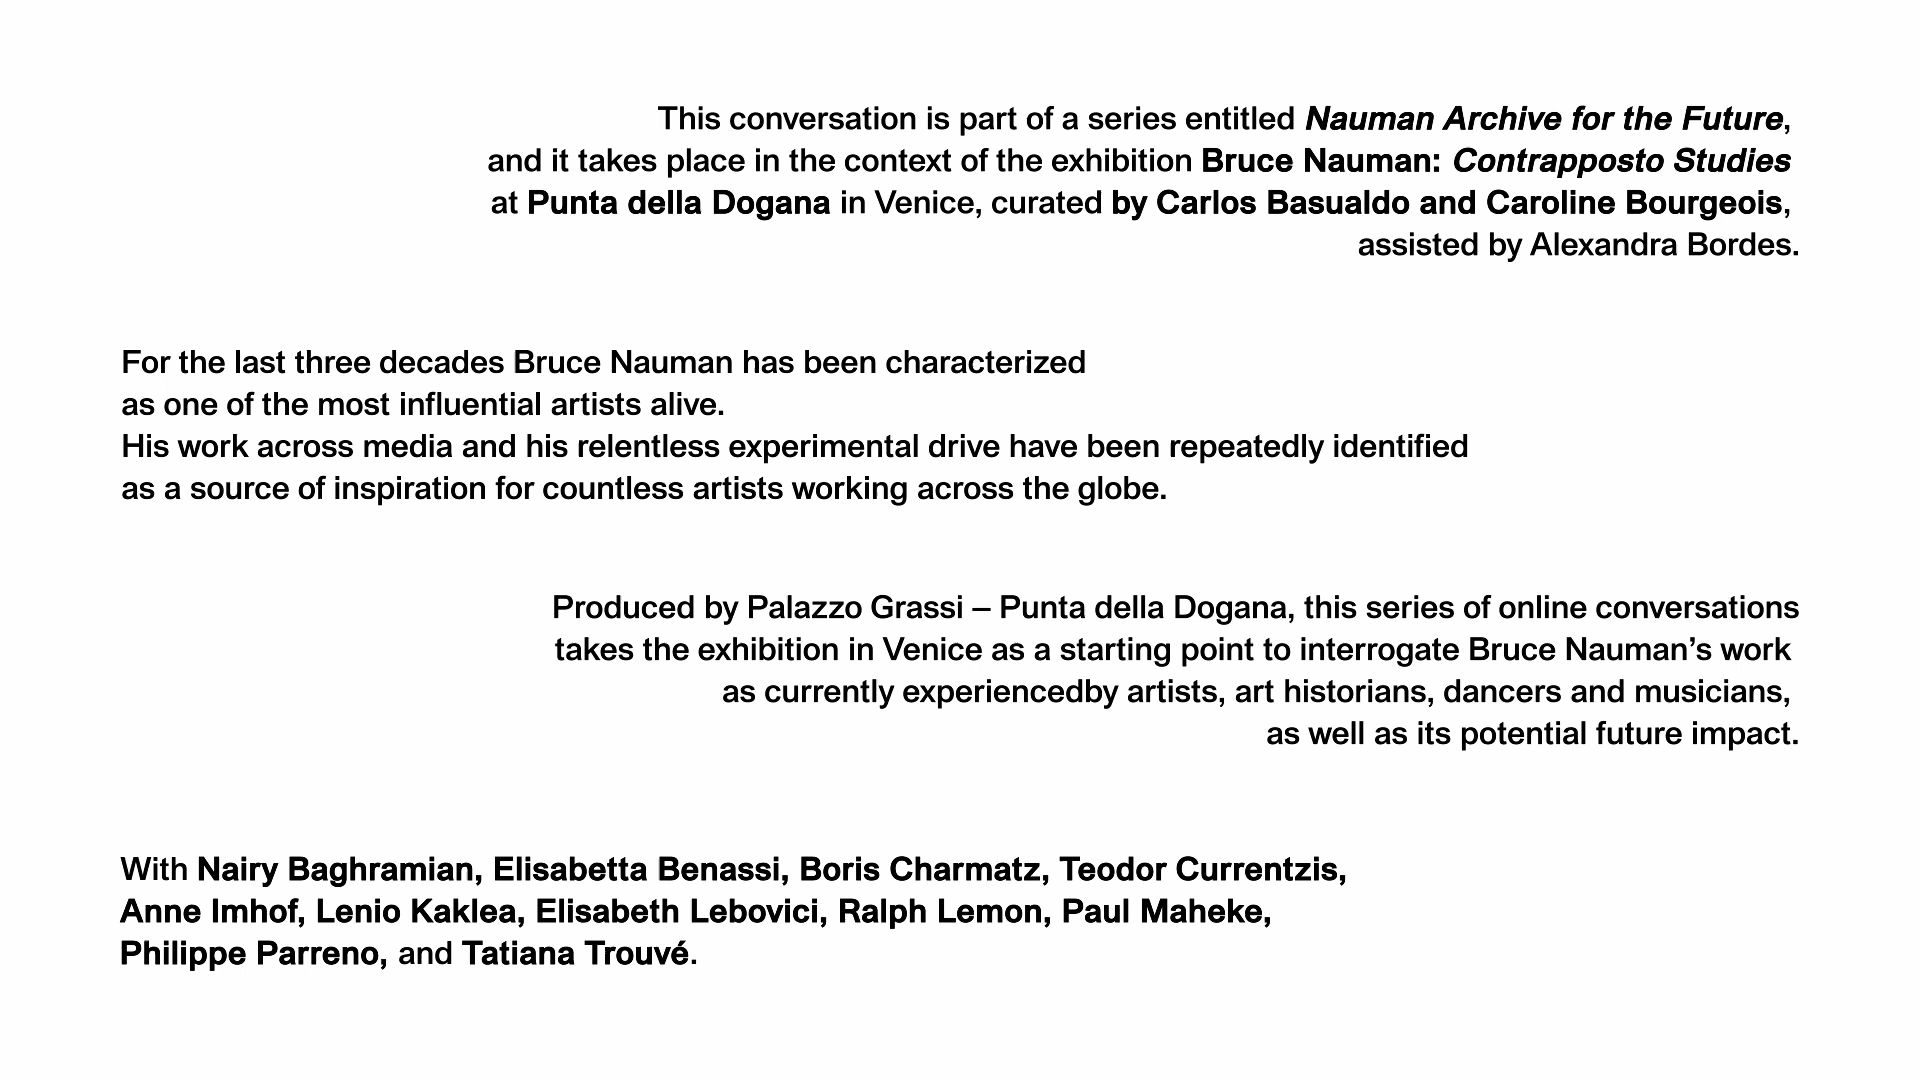 This conversation is part of a series entitled Nauman Archive for the Future,
and it takes place in the context of the exhibition Bruce Nauman: Contrapposto Studies
at Punta della Dogana in Venice, curated by Carlos Basualdo and Caroline Bourgeois,
assisted by Alexandra Bordes.
For the last three decades Bruce Nauman has been characterized
as one of the most influential artists alive.
His work across media and his relentless experimental drive have been repeatedly identified
as a source of inspiration for countless artists working across the globe.
Produced by Palazzo Grassi – Punta della Dogana, this series of online conversations
takes the exhibition in Venice as a starting point to interrogate Bruce Nauman’s work
as currently experiencedby artists, art historians, dancers and musicians,
as well as its potential future impact.
With Nairy Baghramian, Elisabetta Benassi, Boris Charmatz, Teodor Currentzis,
Anne Imhof, Lenio Kaklea, Elisabeth Lebovici, Ralph Lemon, Paul Maheke,
Philippe Parreno, and Tatiana Trouvé.